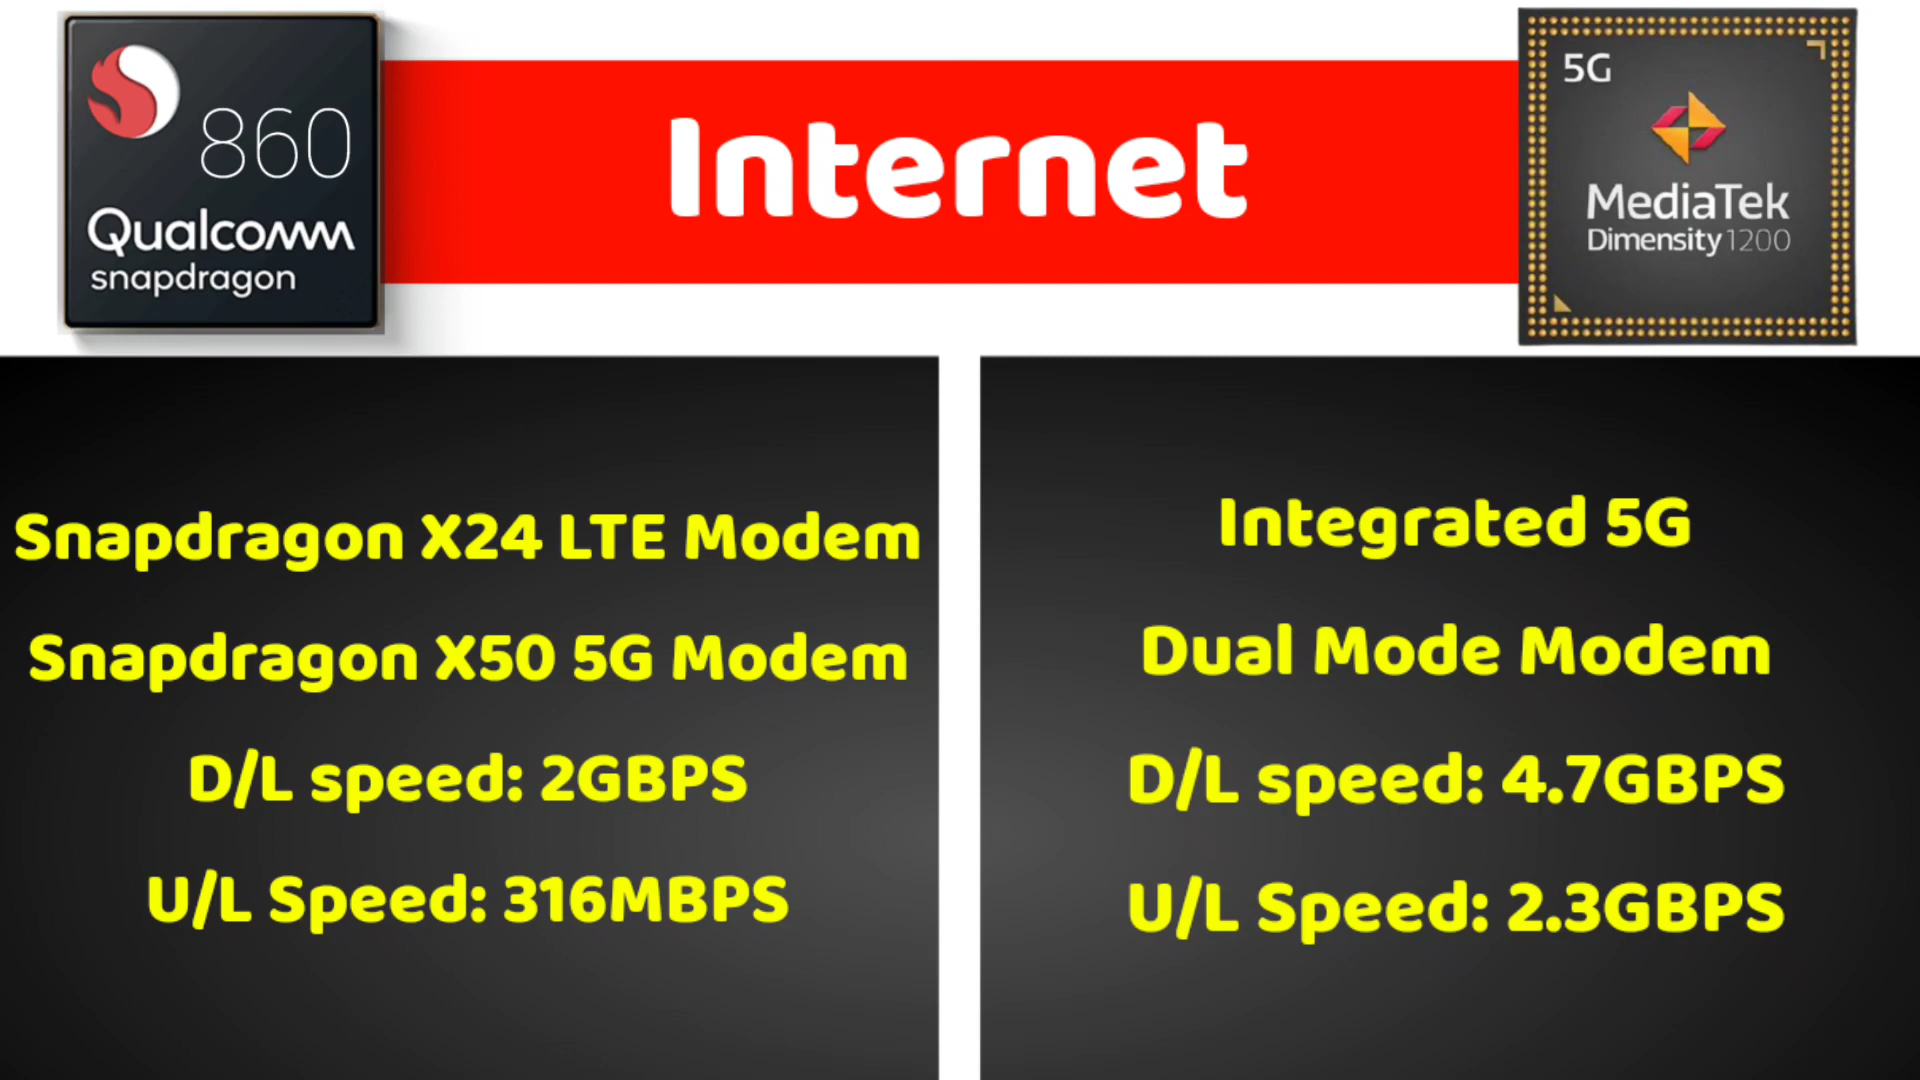 860
Qualcomm
snapdragon
Internet
5G
MediaTek
Dimensity 1200
Snapdragon X24 LTE Modem
Snapdragon X50 5G Modem
D/L speed: 2GBPS
U/L Speed: 316MBPS
Integrated 5G
Dual Mode Modem
D/L speed: 4.7GBPS
U/L Speed: 2.3GBPS